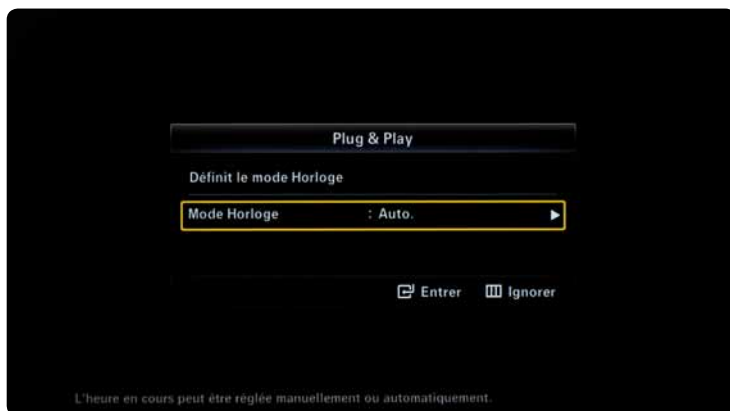 Plug & Play
Définit le mode Horloge
Mode Horloge : Auto.
Entrer Ignorer
L'heure en cours peut être réglée manuellement ou automatiquement.